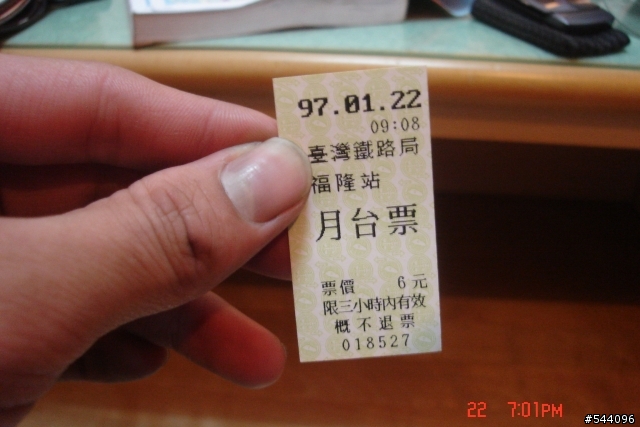 97.01.22
09:08
臺灣鐵路局
福隆站
月台票
票價 6元
限三小時內有效
概不退票
018527
22 7:01PM
#544096